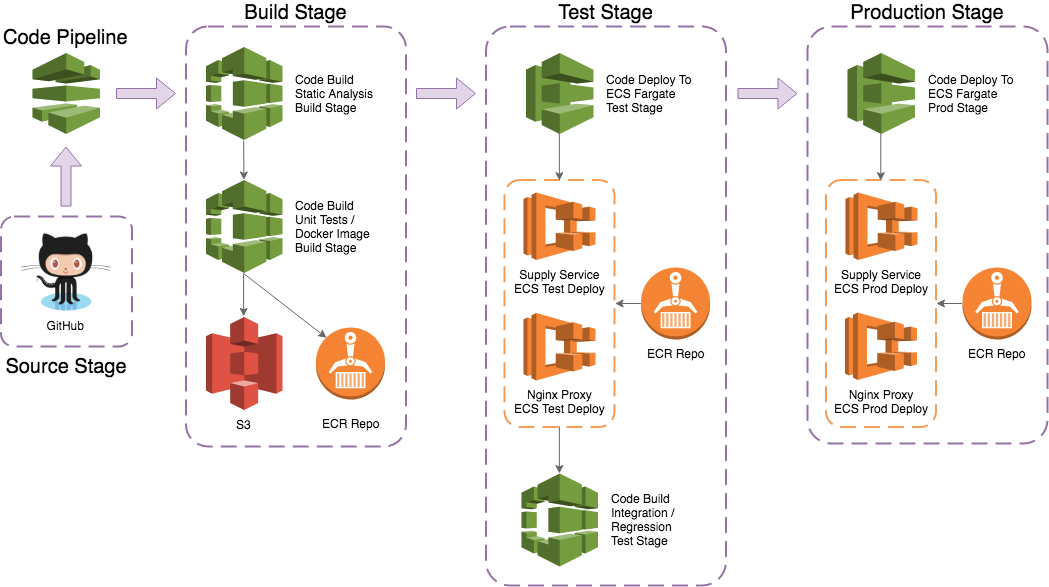 Code Pipeline
GitHub
Source Stage
Build Stage
Code Build
Static Analysis
Build Stage
Code Build
Unit Tests /
Docker Image
Build Stage
S3
ECR Repo
Test Stage
Code Deploy To
ECS Fargate
Test Stage
Supply Service
ECS Test Deploy
Nginx Proxy
ECS Test Deploy
ECR Repo
Code Build
Integration /
Regression
Test Stage
Production Stage
Code Deploy To
ECS Fargate
Prod Stage
Supply Service
ECS Prod Deploy
Nginx Proxy
ECS Prod Deploy
ECR Repo